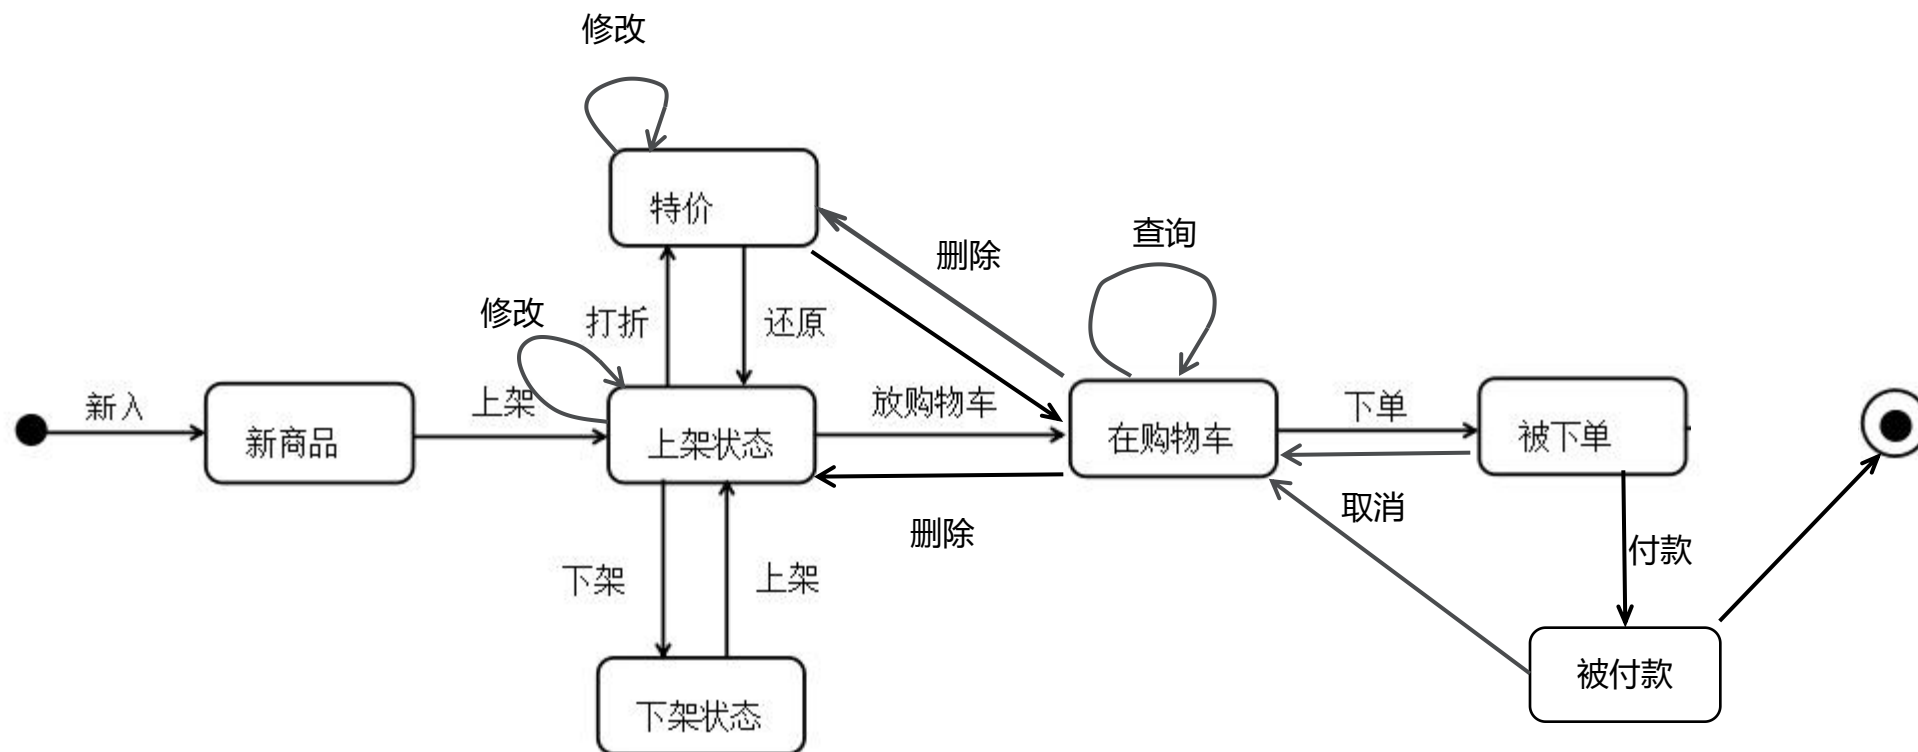 修改
特价
删除
查询
修改
打折
还原
新入
上架
放购物车
下单
新商品
上架状态
在购物车
被下单
取消
删除
付款
下架
上架
被付款
下架状态